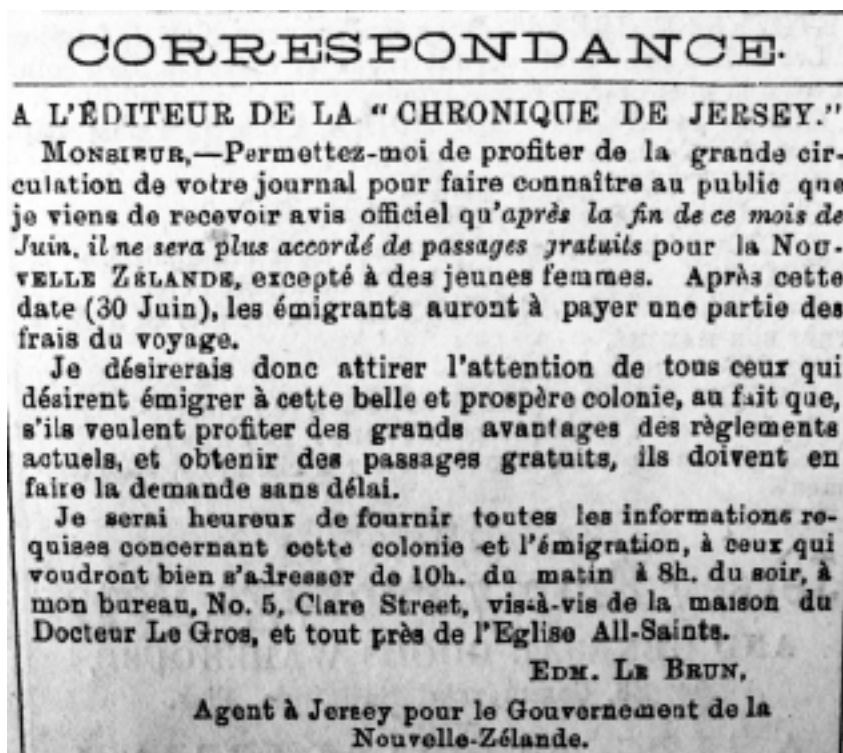 CORRESPONDANCE.
A L'ÉDITEUR DE LA "CHRONIQUE DE JERSEY."
MONSIEUR,—Permettez-moi de profiter de la grande cir-
culation de votre journal pour faire connaître au public que
je viens de recevoir avis officiel qu'après la fin de ce mois de
Juin, il ne sera plus accordé de passages gratuits pour la NOU-
VELLE ZÉLANDE, excepté à des jeunes femmes. Après cette
date (30 Juin), les émigrants auront à payer une partie des
frais du voyage.
Je désirerais donc attirer l'attention de tous ceux qui
désirent émigrer à cette belle et prospère colonie, au fait que,
s'ils veulent profiter des grands avantages des règlements
actuels, et obtenir des passages gratuits, ils doivent en
faire la demande sans délai.
Je serai heureux de fournir toutes les informations re-
quises concernant cette colonie et l'émigration, à ceux qui
voudront bien s'adresser de 10h. du matin à 8h. du soir, à
mon bureau, No. 5, Clare Street, vis-à-vis de la maison du
Docteur Le Gros, et tout près de l'Eglise All-Saints.
EDM. LE BRUN,
Agent à Jersey pour le Gouvernement de la
Nouvelle-Zélande.